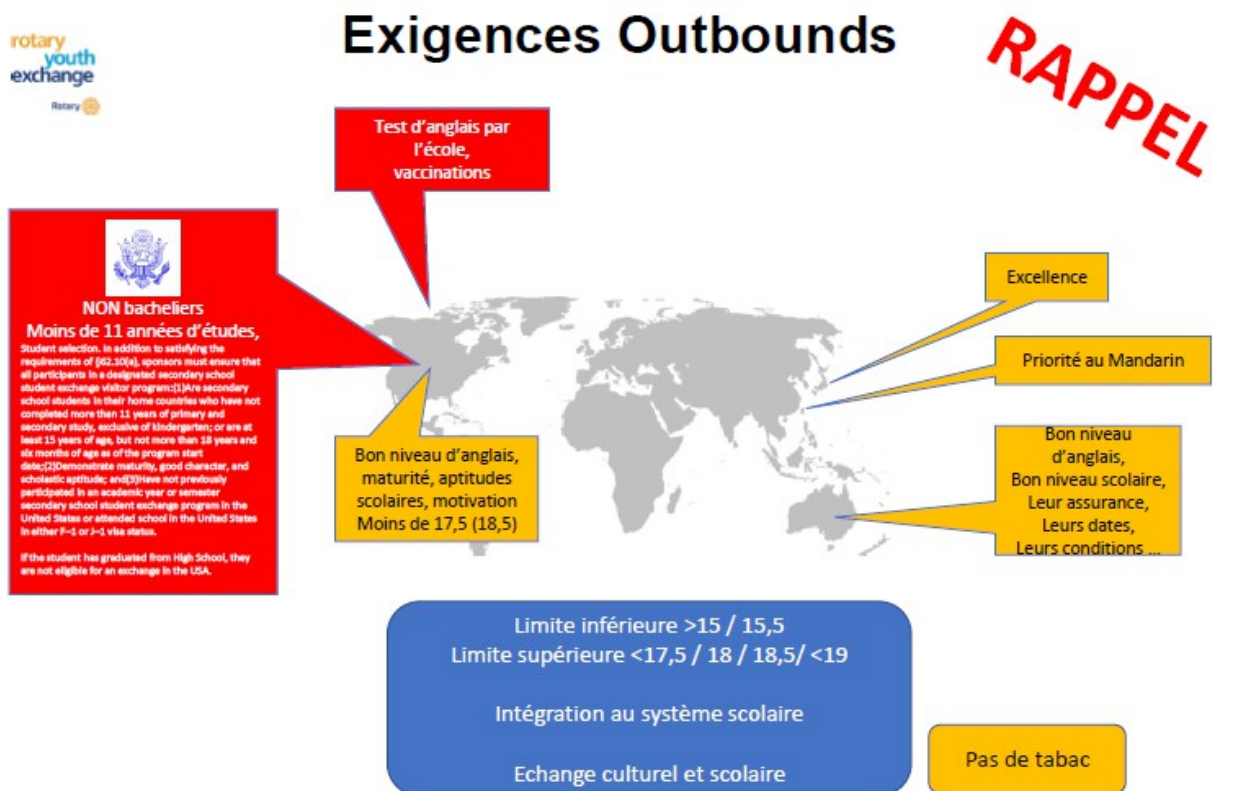 Exigences Outbounds
RAPPEL
rotary
youth
exchange
Rotary
Test d'anglais par
l'école,
vaccinations
NON bacheliers
Moins de 11 années d'études,
Student selection. In addition to satisfying the
requirements of §62.10(a), sponsors must ensure that
all participants in a designated secondary school
student exchange visitor program:(1)Are secondary
school students in their home countries who have not
completed more than 11 years of primary and
secondary study, exclusive of kindergarten; or are at
least 15 years of age, but not more than 18 years and
six months of age as of the program start
date;(2)Demonstrate maturity, good character, and
scholastic aptitude; and(3)Have not previously
participated in an academic year or semester
secondary school student exchange program in the
United States or attended school in the United States
in either F–1 or J–1 visa status.
If the student has graduated from High School, they
are not eligible for an exchange in the USA.
Excellence
Priorité au Mandarin
Bon niveau d'anglais,
maturité, aptitudes
scolaires, motivation
Moins de 17,5 (18,5)
Bon niveau
d'anglais,
Bon niveau scolaire,
Leur assurance,
Leurs dates,
Leurs conditions ...
Limite inférieure >15 / 15,5
Limite supérieure <17,5 / 18 / 18,5/ <19
Intégration au système scolaire
Echange culturel et scolaire
Pas de tabac